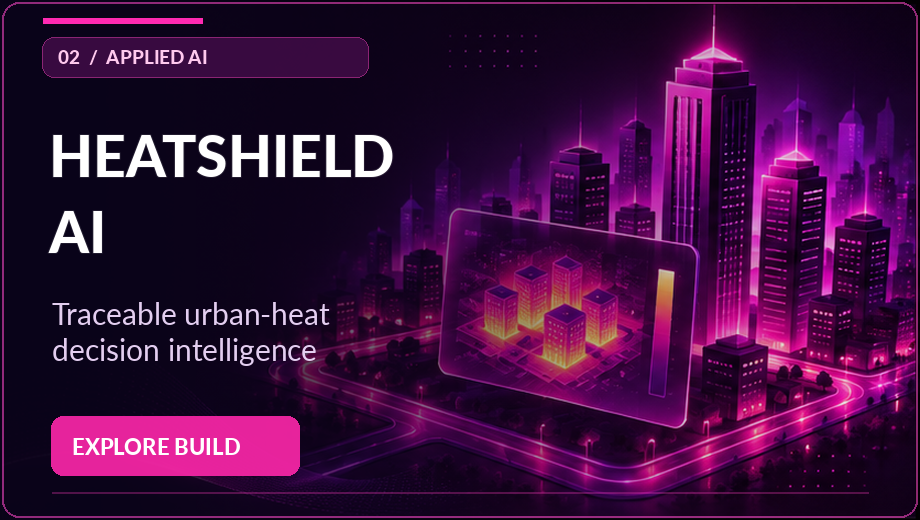 02 / APPLIED AI
HEATSHIELD
AI
Traceable urban-heat
decision intelligence
EXPLORE BUILD